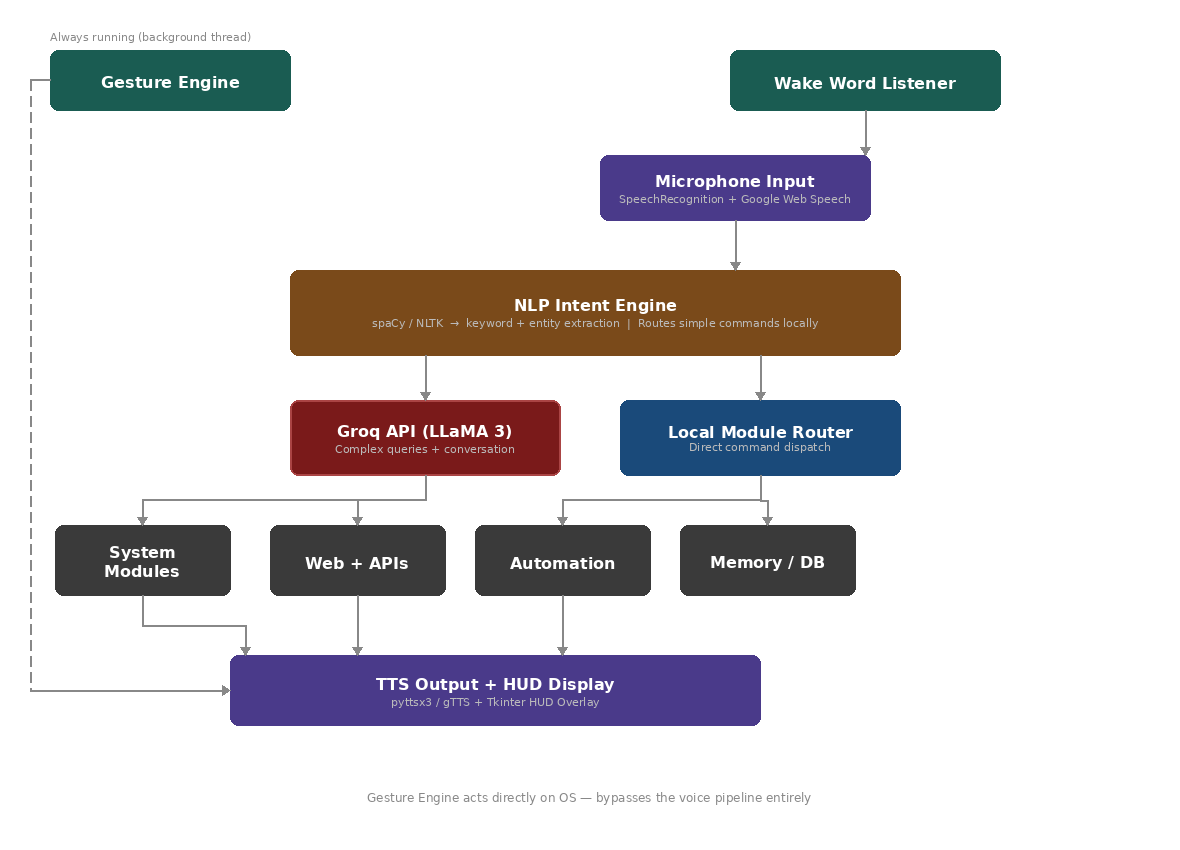 Always running (background thread)
Gesture Engine
Wake Word Listener
Microphone Input
SpeechRecognition + Google Web Speech
NLP Intent Engine
spaCy / NLTK → keyword + entity extraction | Routes simple commands locally
Groq API (LLaMA 3)
Complex queries + conversation
Local Module Router
Direct command dispatch
System
Modules
Web + APIs
Automation
Memory / DB
TTS Output + HUD Display
pyttsx3 / gTTS + Tkinter HUD Overlay
Gesture Engine acts directly on OS — bypasses the voice pipeline entirely